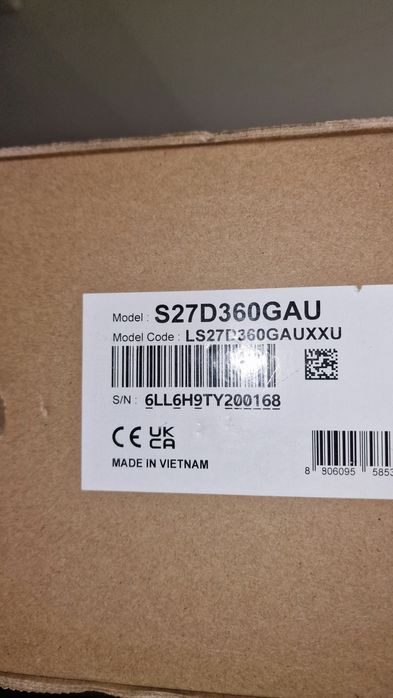 Model : S27D360GAU
Model Code : LS27D360GAUXXU
S/N : 6LL6H9TY200168
CE UK CA
MADE IN VIETNAM
8 806095 5853